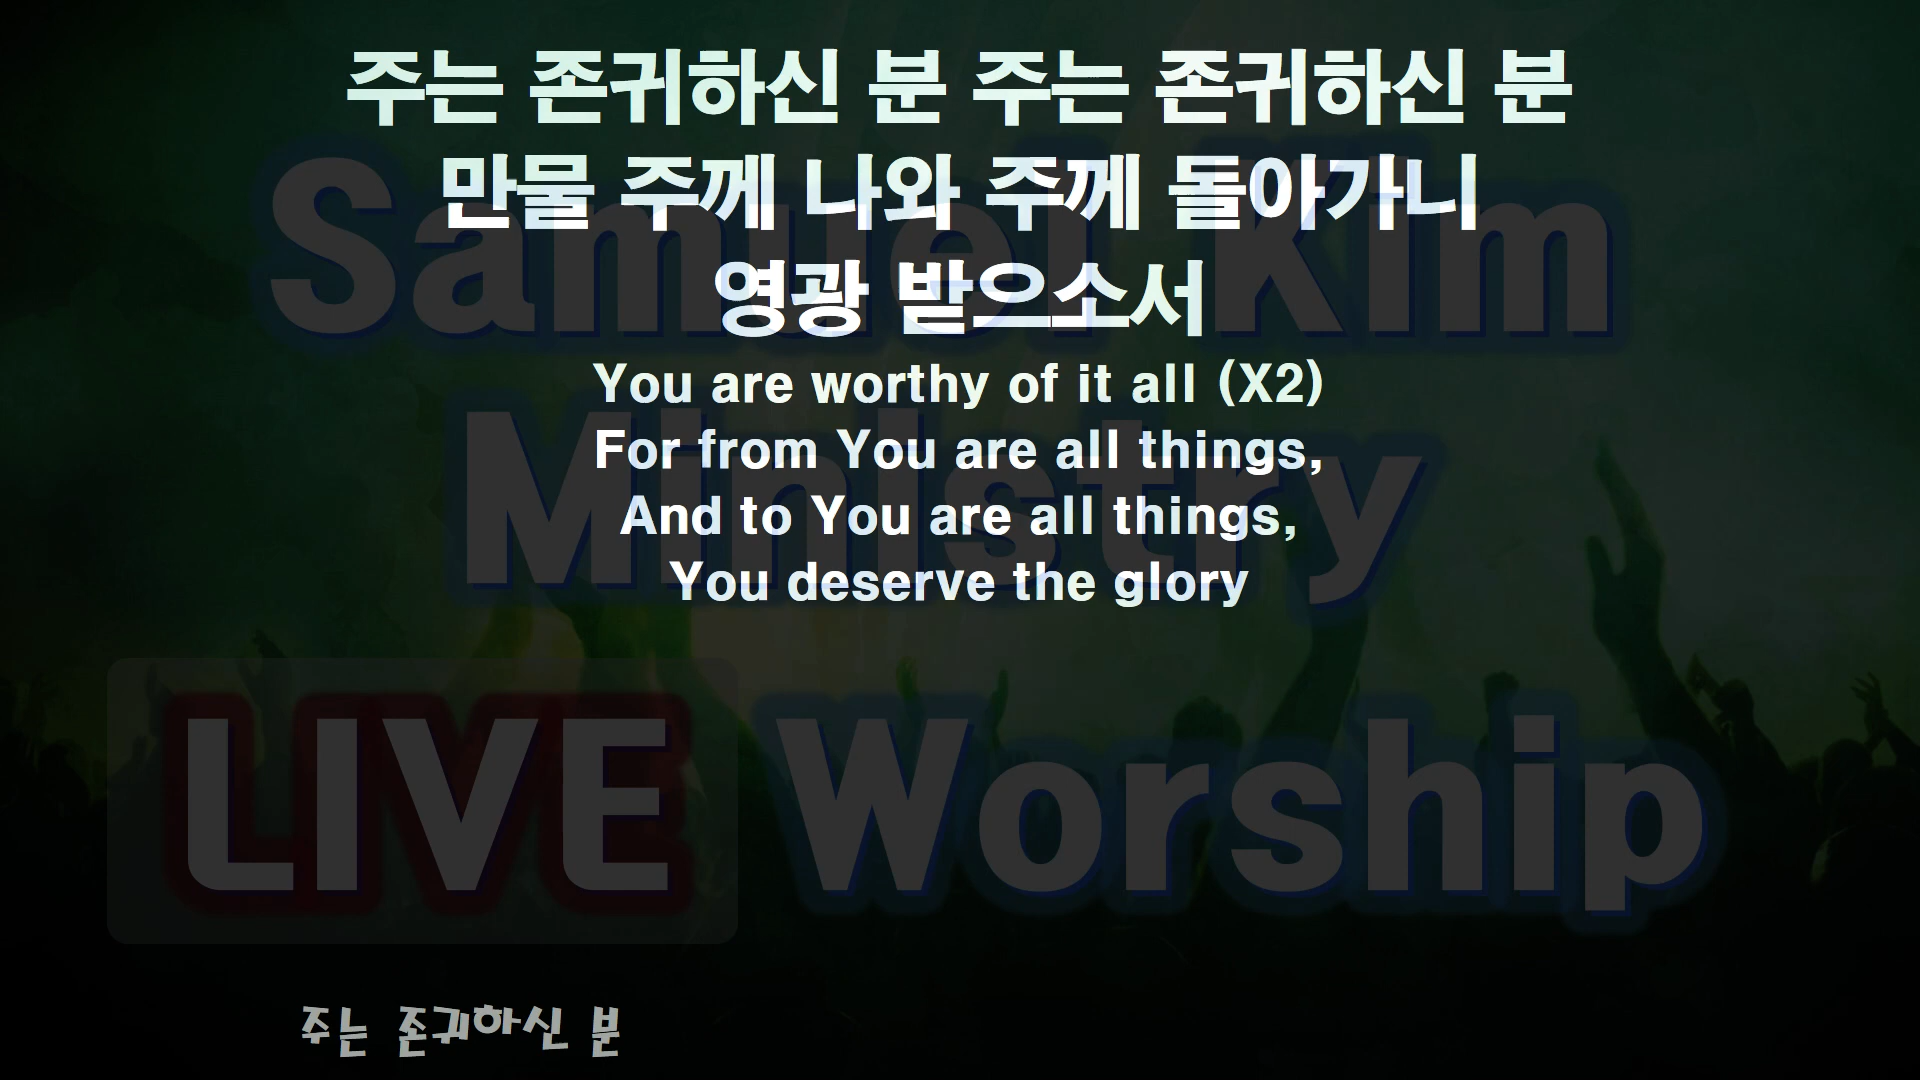 주는 존귀하신 분 주는 존귀하신 분
만물 주께 나와 주께 돌아가니
영광 받으소서
You are worthy of it all (X2)
For from You are all things,
And to You are all things,
You deserve the glory
Samuel Kim
Ministry
LIVE Worship
주는 존귀하신 분